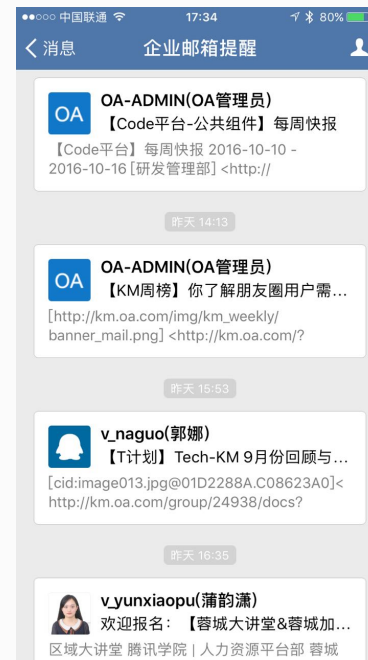 中国联通 17:34 80%
消息 企业邮箱提醒
OA OA-ADMIN(OA管理员)
【Code平台-公共组件】每周快报
【Code平台】每周快报 2016-10-10 -
2016-10-16 [研发管理部] <http://
昨天 14:13
OA OA-ADMIN(OA管理员)
【KM周榜】你了解朋友圈用户需...
[http://km.oa.com/img/km_weekly/
banner_mail.png] <http://km.oa.com/?
昨天 15:53
v_naguo(郭娜)
【T计划】Tech-KM 9月份回顾与...
[cid:image013.jpg@01D2288A.C08623A0]<
http://km.oa.com/group/24938/docs?
昨天 16:35
v_yunxiaopu(蒲韵潇)
欢迎报名：【蓉城大讲堂&蓉城加...
区域大讲堂 腾讯学院 | 人力资源平台部 蓉城